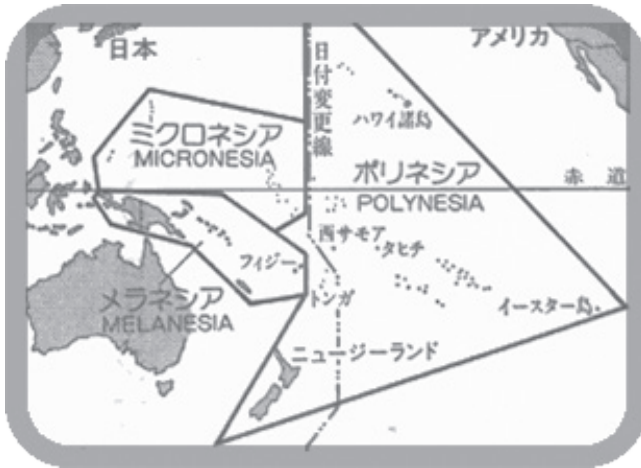 日本
アメリカ
日付変更線
ハワイ諸島
ミクロネシア
MICRONESIA
ポリネシア
POLYNESIA
赤道
西サモア
タヒチ
フィジー
メラネシア
MELANESIA
トンガ
イースター島
ニュージーランド